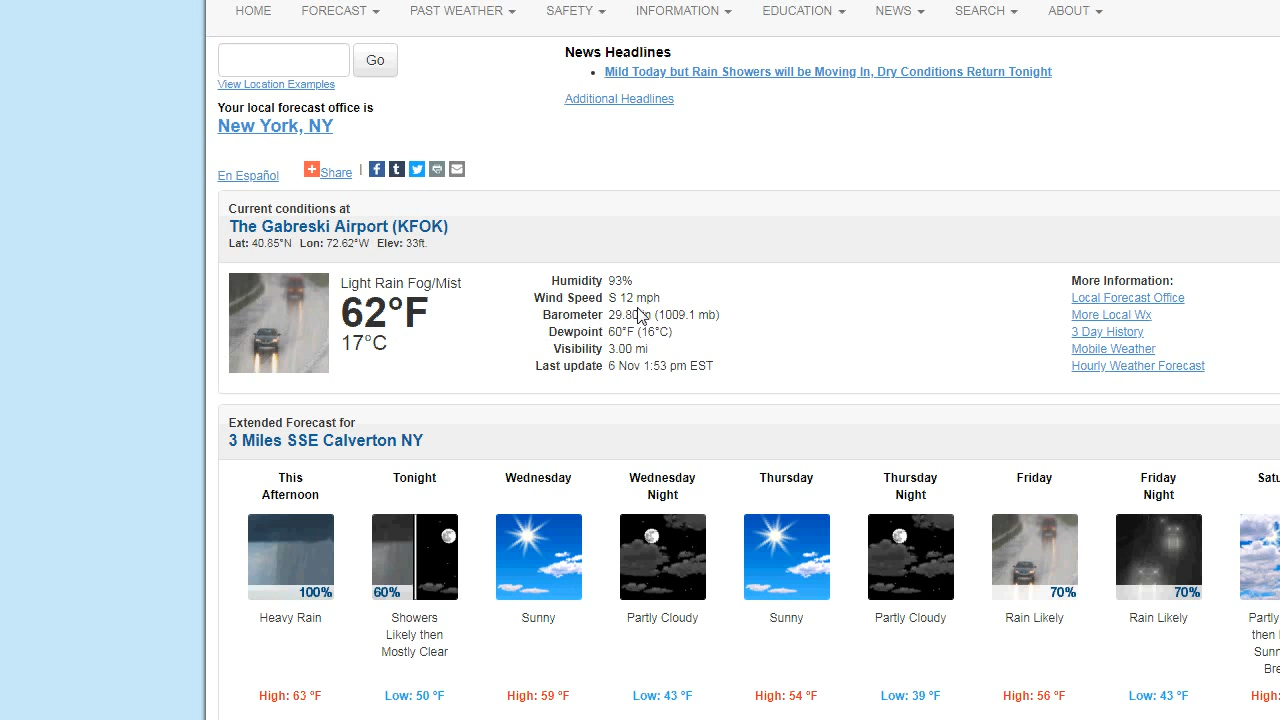 HOME FORECAST PAST WEATHER SAFETY INFORMATION EDUCATION NEWS SEARCH ABOUT
Go
View Location Examples
Your local forecast office is
New York, NY
News Headlines
Mild Today but Rain Showers will be Moving In, Dry Conditions Return Tonight
Additional Headlines
En Español Share |
Current conditions at
The Gabreski Airport (KFOK)
Lat: 40.85°N Lon: 72.62°W Elev: 33ft.
Light Rain Fog/Mist
62°F
17°C
Humidity 93%
Wind Speed S 12 mph
Barometer (1009.1 mb)
Dewpoint 60°F (16°C)
Visibility 3.00 mi
Last update 6 Nov 1:53 pm EST
More Information:
Local Forecast Office
More Local Wx
3 Day History
Mobile Weather
Hourly Weather Forecast
Extended Forecast for
3 Miles SSE Calverton NY
This
Afternoon
100%
Heavy Rain
High: 63 °F
Tonight
60%
Showers
Likely then
Mostly Clear
Low: 50 °F
Wednesday
Sunny
High: 59 °F
Wednesday
Night
Partly Cloudy
Low: 43 °F
Thursday
Sunny
High: 54 °F
Thursday
Night
Partly Cloudy
Low: 39 °F
Friday
70%
Rain Likely
High: 56 °F
Friday
Night
70%
Rain Likely
Low: 43 °F
Satu
Partly
then
Sunn
Bre
High: